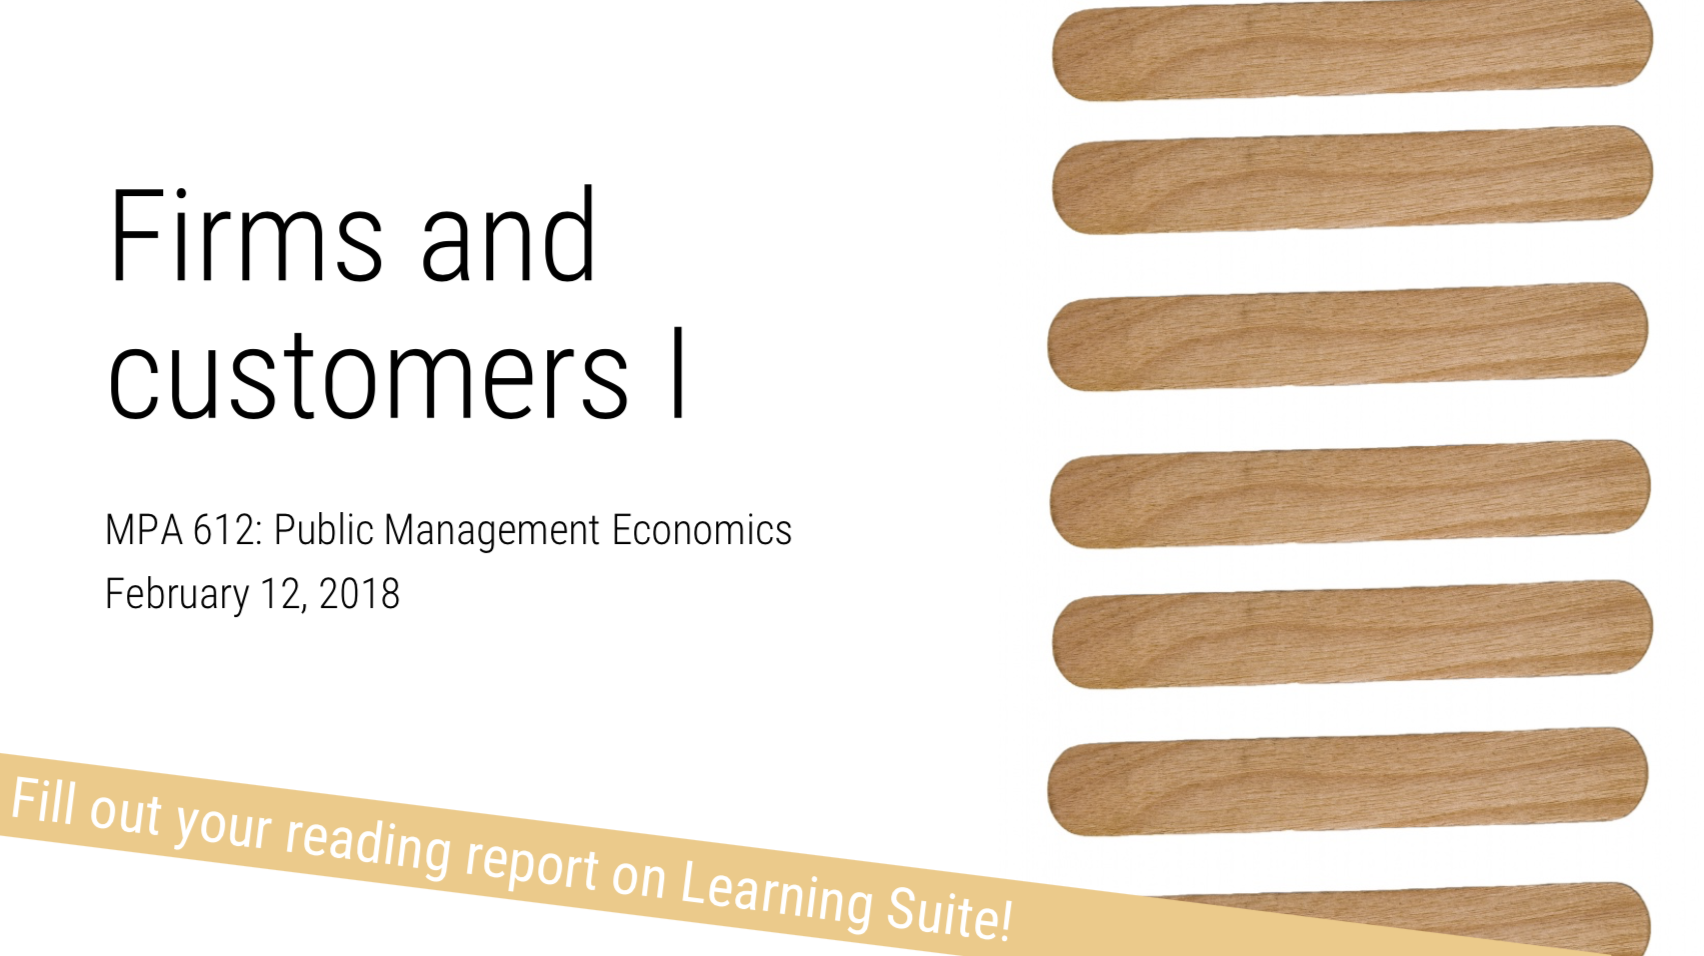 Firms and
customers I
MPA 612: Public Management Economics
February 12, 2018
Fill out your reading report on Learning Suite!